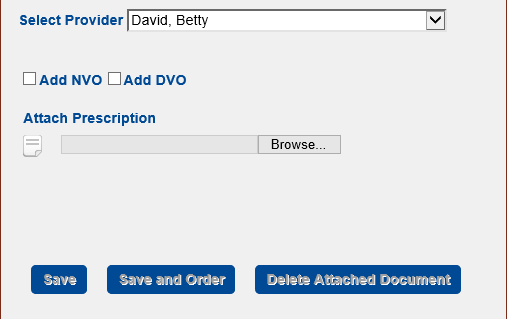 Select Provider David, Betty
Add NVO Add DVO
Attach Prescription
Browse...
Save Save and Order Delete Attached Document